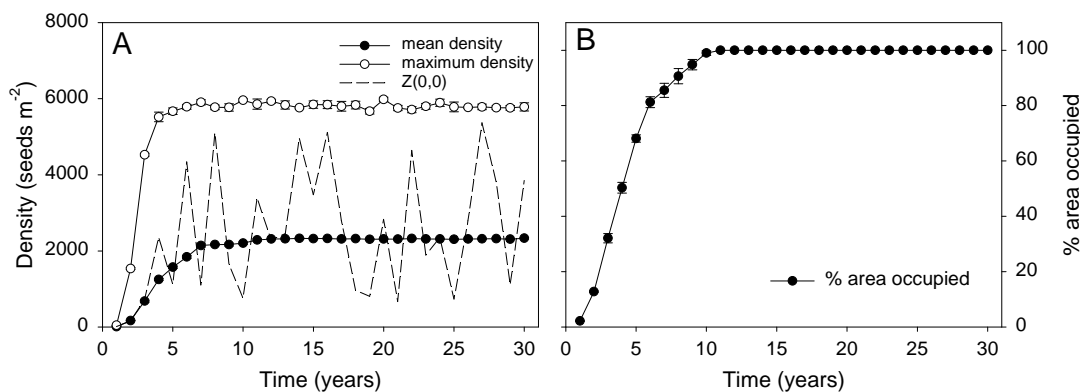 A
mean density
maximum density
Z(0,0)
Density (seeds m-2)
8000
6000
4000
2000
0
0 5 10 15 20 25 30
Time (years)
B
% area occupied
100
80
60
40
20
0
% area occupied
0 5 10 15 20 25 30
Time (years)